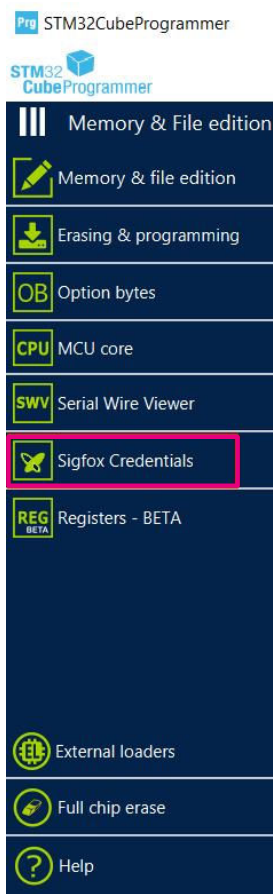 Prg STM32CubeProgrammer
STM32
CubeProgrammer
Memory & File edition
Memory & file edition
Erasing & programming
OB Option bytes
CPU MCU core
SWV Serial Wire Viewer
Sigfox Credentials
REG BETA Registers - BETA
EL External loaders
Full chip erase
? Help